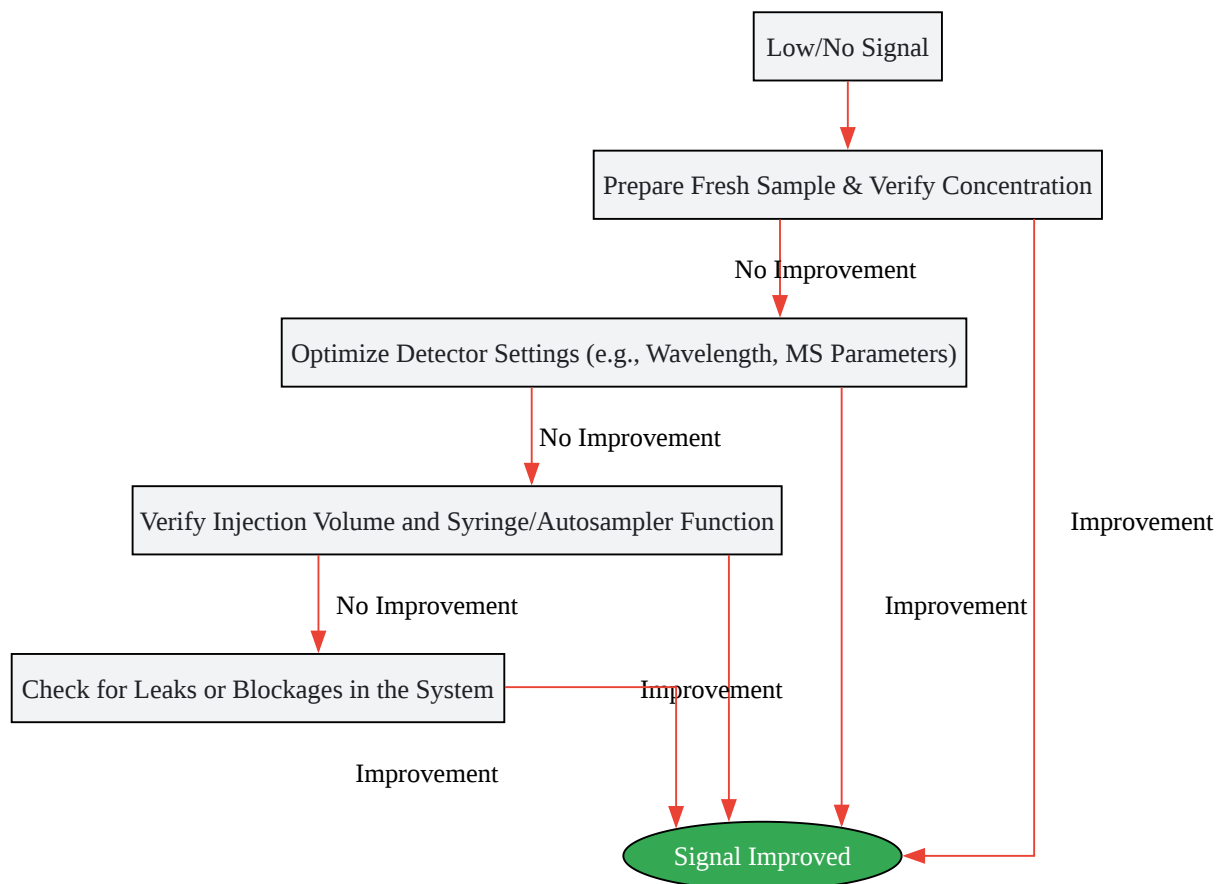 Low/No Signal
Prepare Fresh Sample & Verify Concentration
No Improvement
Optimize Detector Settings (e.g., Wavelength, MS Parameters)
No Improvement
Verify Injection Volume and Syringe/Autosampler Function
Improvement
No Improvement
Improvement
Check for Leaks or Blockages in the System
Improvement
Improvement
Signal Improved